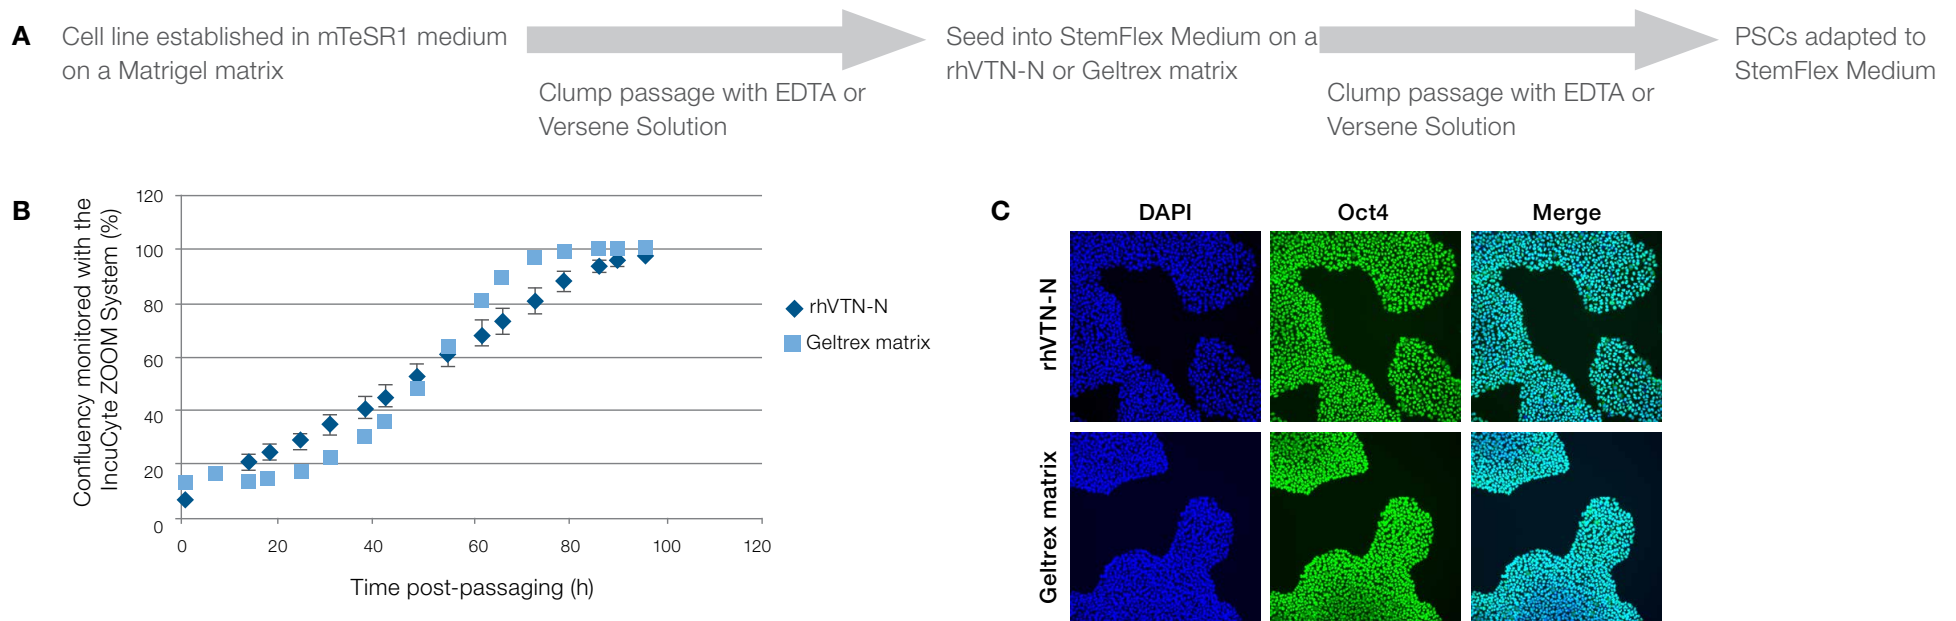 A
Cell line established in mTeSR1 medium
on a Matrigel matrix
Clump passage with EDTA or
Versene Solution
Seed into StemFlex Medium on a
rhVTN-N or Geltrex matrix
Clump passage with EDTA or
Versene Solution
PSCs adapted to
StemFlex Medium
B
Confluency monitored with the
IncuCyte ZOOM System (%)
120
100
80
60
40
20
0
0 20 40 60 80 100 120
Time post-passaging (h)
rhVTN-N
Geltrex matrix
C
DAPI Oct4 Merge
rhVTN-N
Geltrex matrix